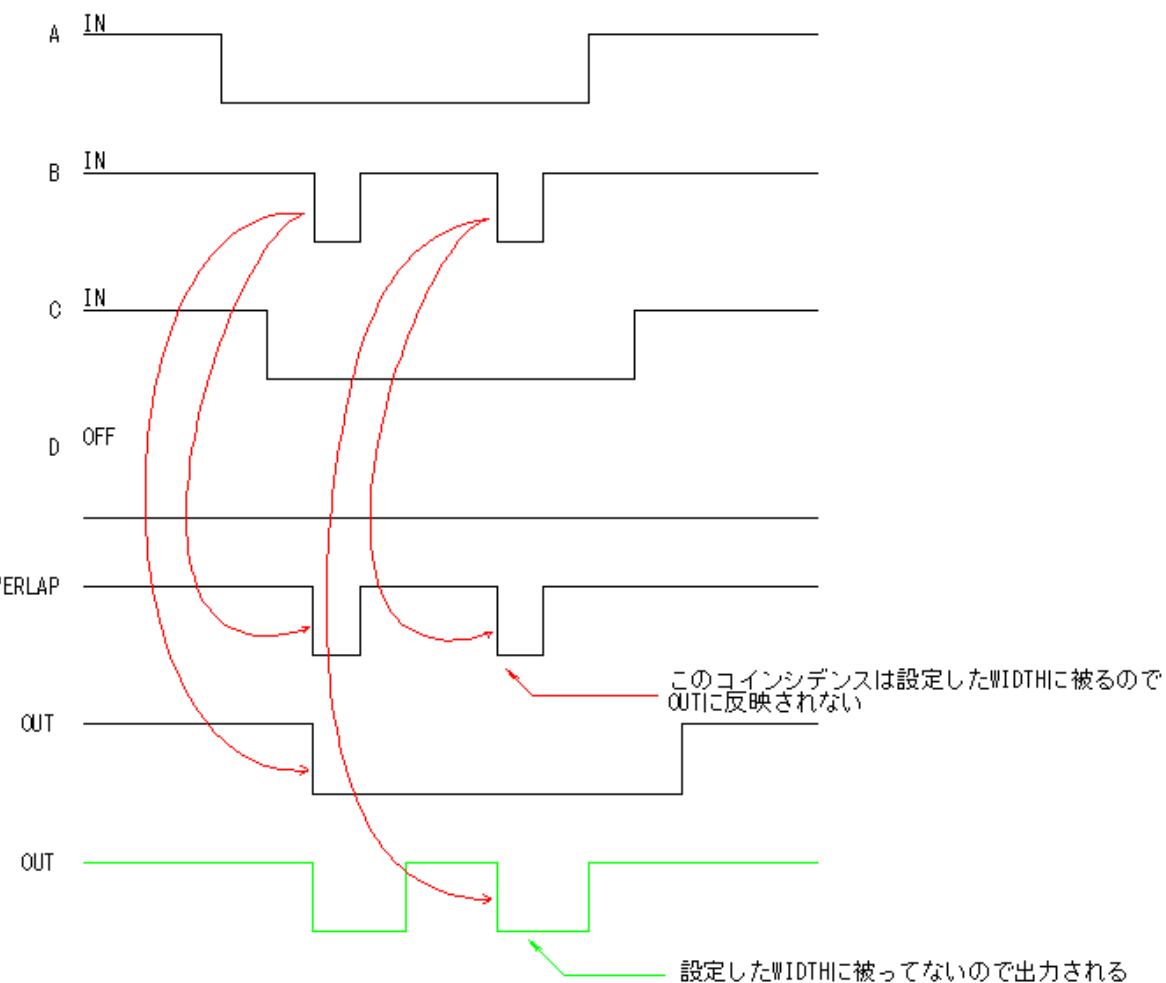 IN
A
IN
B
IN
C
OFF
D
ERLAP
このコインシデンスは設定したWIDTHに被るので
OUTに反映されない
OUT
OUT
設定したWIDTHに被ってないので出力される